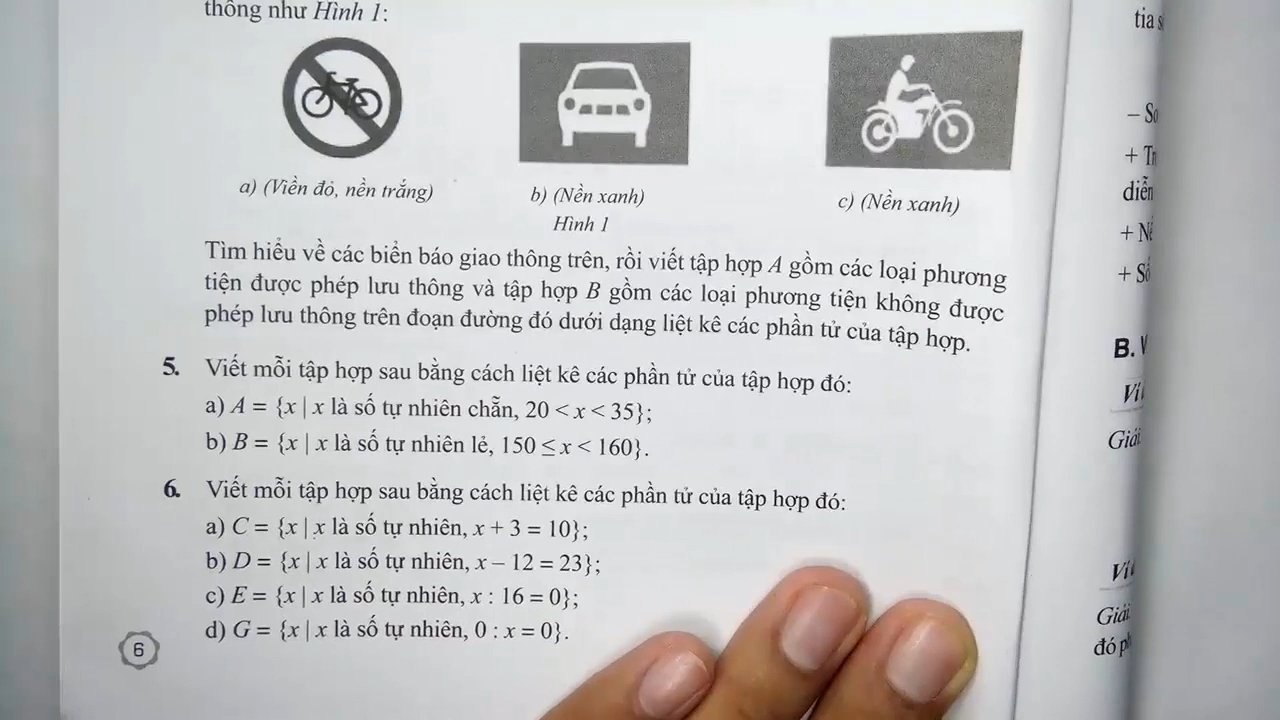 thông như Hình 1:
a) (Viền đỏ, nền trắng)
b) (Nền xanh)
c) (Nền xanh)
Hình 1
Tìm hiểu về các biển báo giao thông trên, rồi viết tập hợp A gồm các loại phương
tiện được phép lưu thông và tập hợp B gồm các loại phương tiện không được
phép lưu thông trên đoạn đường đó dưới dạng liệt kê các phần tử của tập hợp.
5. Viết mỗi tập hợp sau bằng cách liệt kê các phần tử của tập hợp đó:
a) A = {x | x là số tự nhiên chẵn, 20 < x < 35};
b) B = {x | x là số tự nhiên lẻ, 150 ≤ x < 160}.
6. Viết mỗi tập hợp sau bằng cách liệt kê các phần tử của tập hợp đó:
a) C = {x | x là số tự nhiên, x + 3 = 10};
b) D = {x | x là số tự nhiên, x – 12 = 23};
c) E = {x | x là số tự nhiên, x : 16 = 0};
d) G = {x | x là số tự nhiên, 0 : x = 0}.
6
tia
diễn
B.
Giải
Giải.
đó